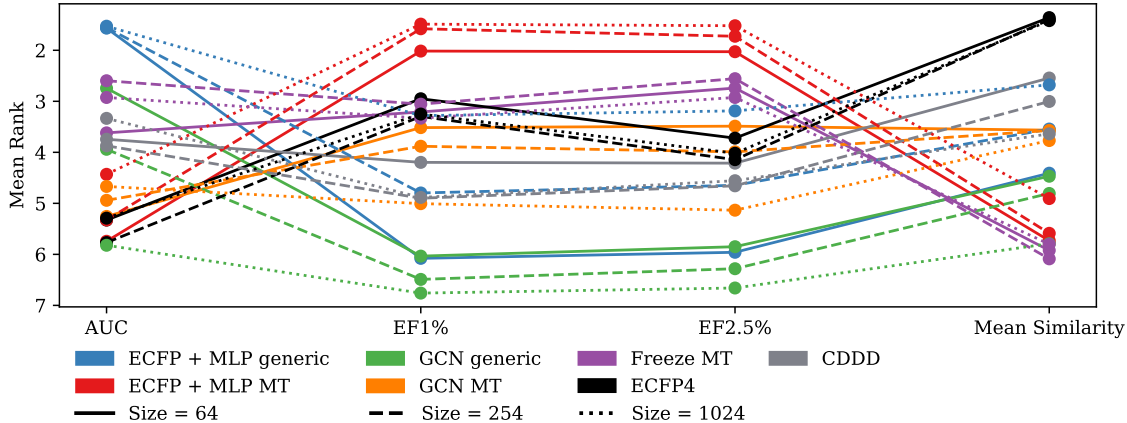 2
3
4
5
6
7
Mean Rank
AUC EF1% EF2.5% Mean Similarity
ECFP + MLP generic GCN generic Freeze MT CDDD
ECFP + MLP MT GCN MT ECFP4
Size = 64 Size = 254 Size = 1024